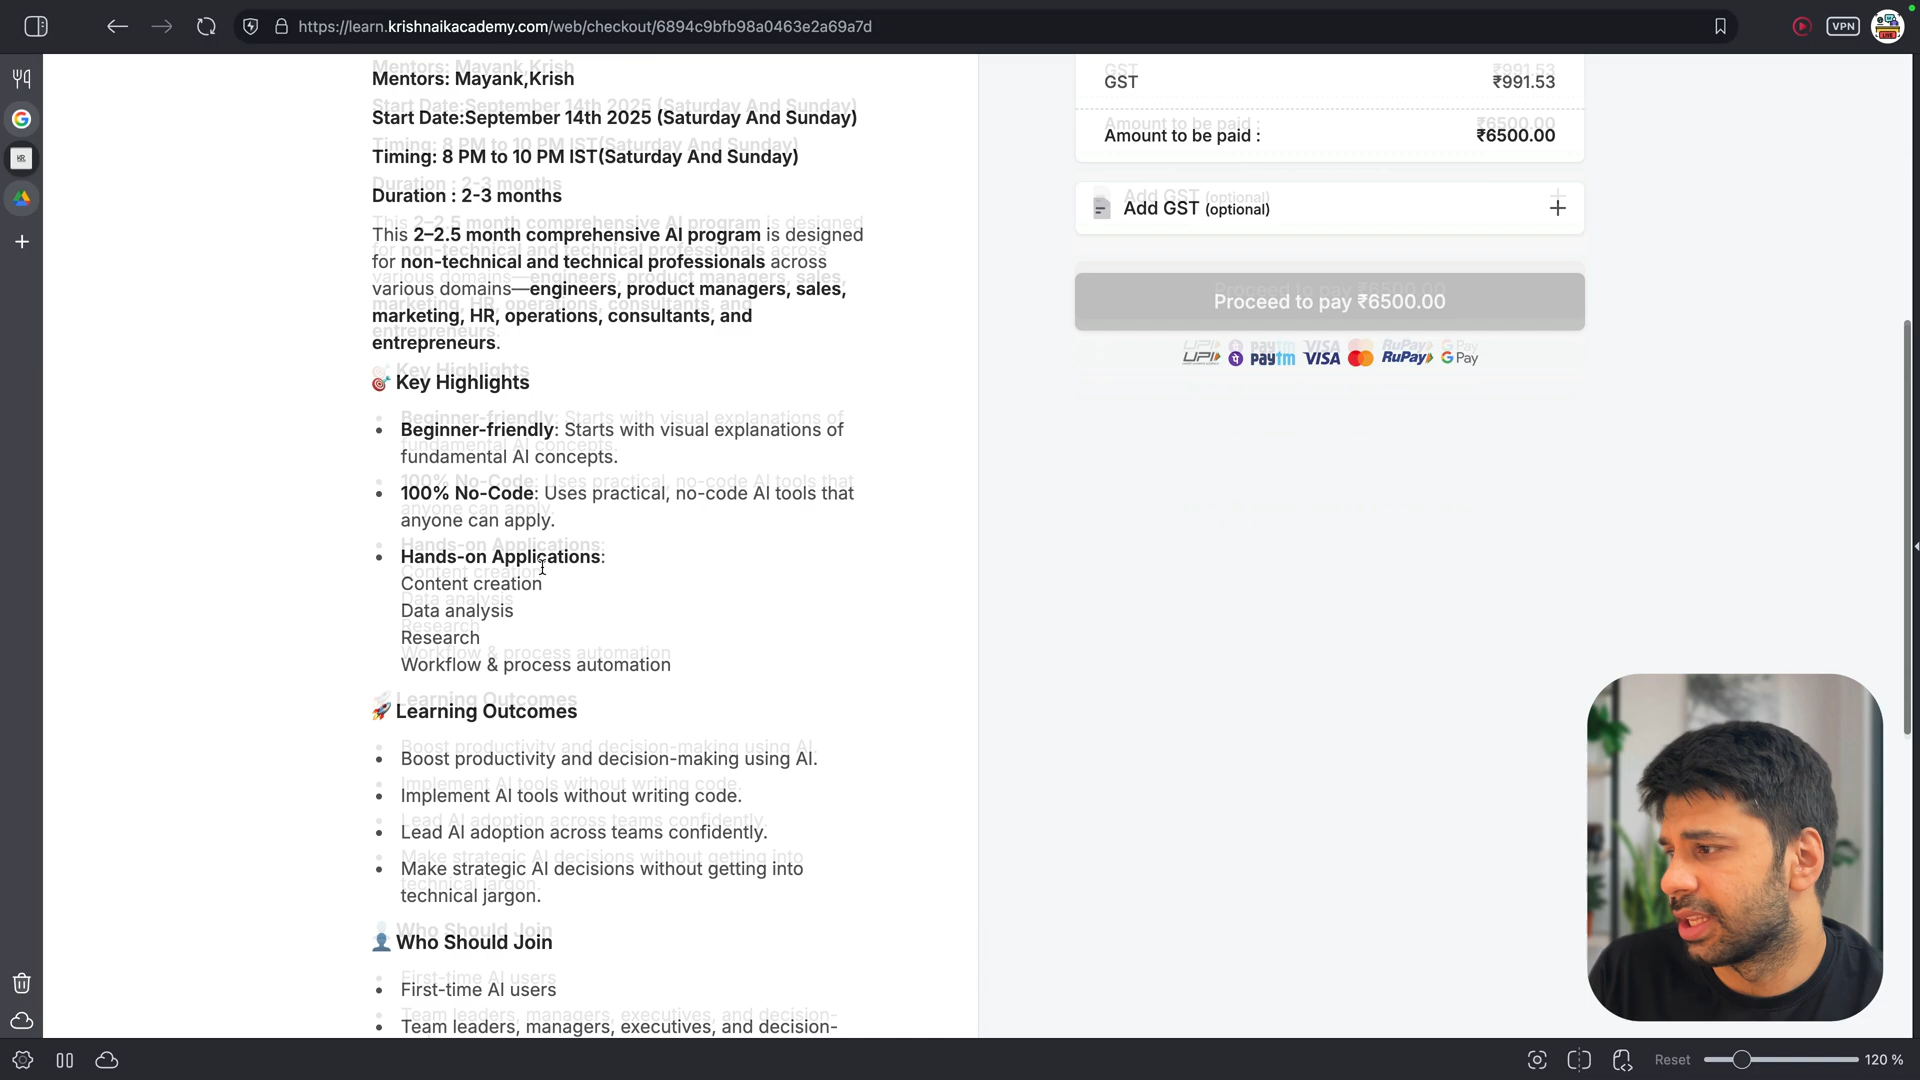 https://learn.krishnaikacademy.com/web/checkout/6894c9bfb98a0463e2a69a7d
VPN
LIVE
Mentors: Mayank,Krish
Start Date:September 14th 2025 (Saturday And Sunday)
Timing: 8 PM to 10 PM IST(Saturday And Sunday)
Duration : 2-3 months
This 2–2.5 month comprehensive AI program is designed
for non-technical and technical professionals across
various domains—engineers, product managers, sales,
marketing, HR, operations, consultants, and
entrepreneurs.
🎯 Key Highlights
• Beginner-friendly: Starts with visual explanations of
fundamental AI concepts.
• 100% No-Code: Uses practical, no-code AI tools that
anyone can apply.
• Hands-on Applications:
Content creation
Data analysis
Research
Workflow & process automation
🚀 Learning Outcomes
• Boost productivity and decision-making using AI.
• Implement AI tools without writing code.
• Lead AI adoption across teams confidently.
• Make strategic AI decisions without getting into
technical jargon.
👤 Who Should Join
• First-time AI users
• Team leaders, managers, executives, and decision-
GST ₹991.53
Amount to be paid : ₹6500.00
Add GST (optional)
Proceed to pay ₹6500.00
UPI paytm VISA RuPay G Pay
Reset 120 %